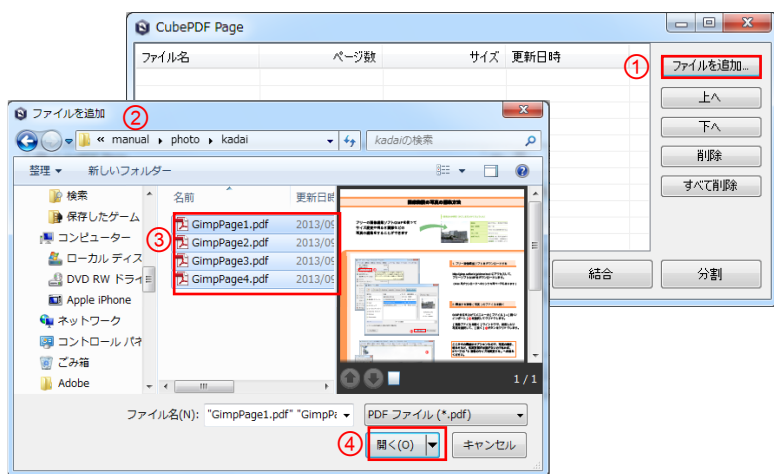 CubePDF Page
ファイル名 ページ数 サイズ 更新日時
① ファイルを追加...
上へ
下へ
削除
すべて削除
結合 分割
ファイルを追加 ②
« manual photo kadai kadaiの検索
整理 新しいフォルダー
検索
保存したゲーム
コンピューター
ローカル ディス
DVD RW ドライ
Apple iPhone
ネットワーク
コントロール パネ
ごみ箱
Adobe
名前 更新日時
③
GimpPage1.pdf 2013/09
GimpPage2.pdf 2013/09
GimpPage3.pdf 2013/09
GimpPage4.pdf 2013/09
1 / 1
ファイル名(N): "GimpPage1.pdf" "GimpPa PDF ファイル (*.pdf)
④ 開く(O) キャンセル